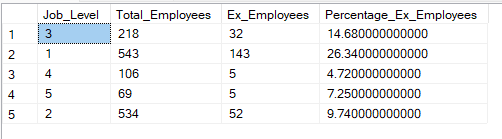 Job_Level Total_Employees Ex_Employees Percentage_Ex_Employees
1 3 218 32 14.680000000000
2 1 543 143 26.340000000000
3 4 106 5 4.720000000000
4 5 69 5 7.250000000000
5 2 534 52 9.740000000000